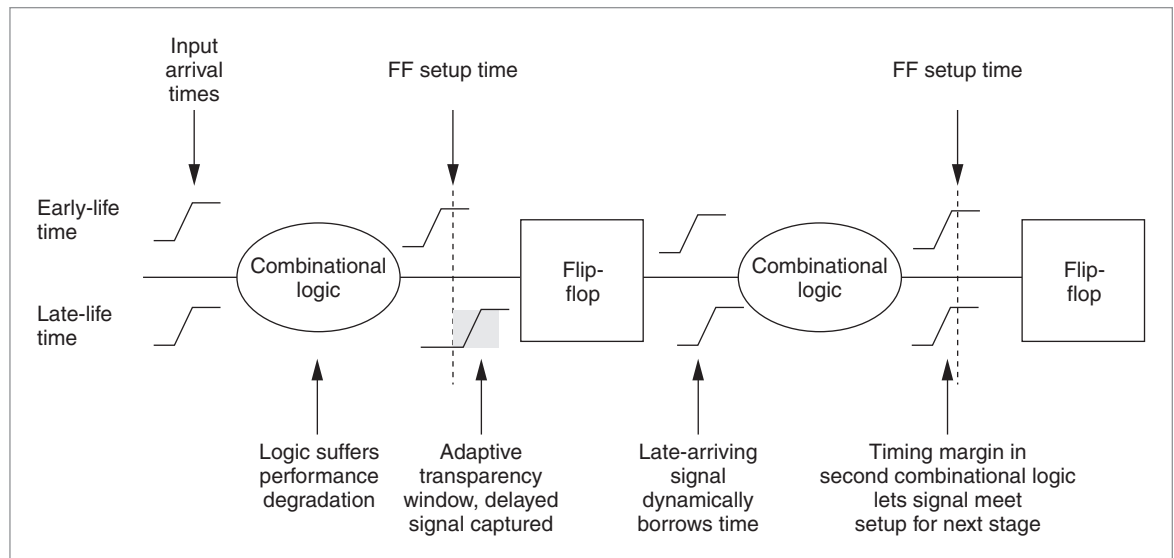 Input
arrival
times
FF setup time
FF setup time
Early-life
time
Late-life
time
Combinational
logic
Flip-
flop
Combinational
logic
Flip-
flop
Logic suffers
performance
degradation
Adaptive
transparency
window, delayed
signal captured
Late-arriving
signal
dynamically
borrows time
Timing margin in
second combinational logic
lets signal meet
setup for next stage